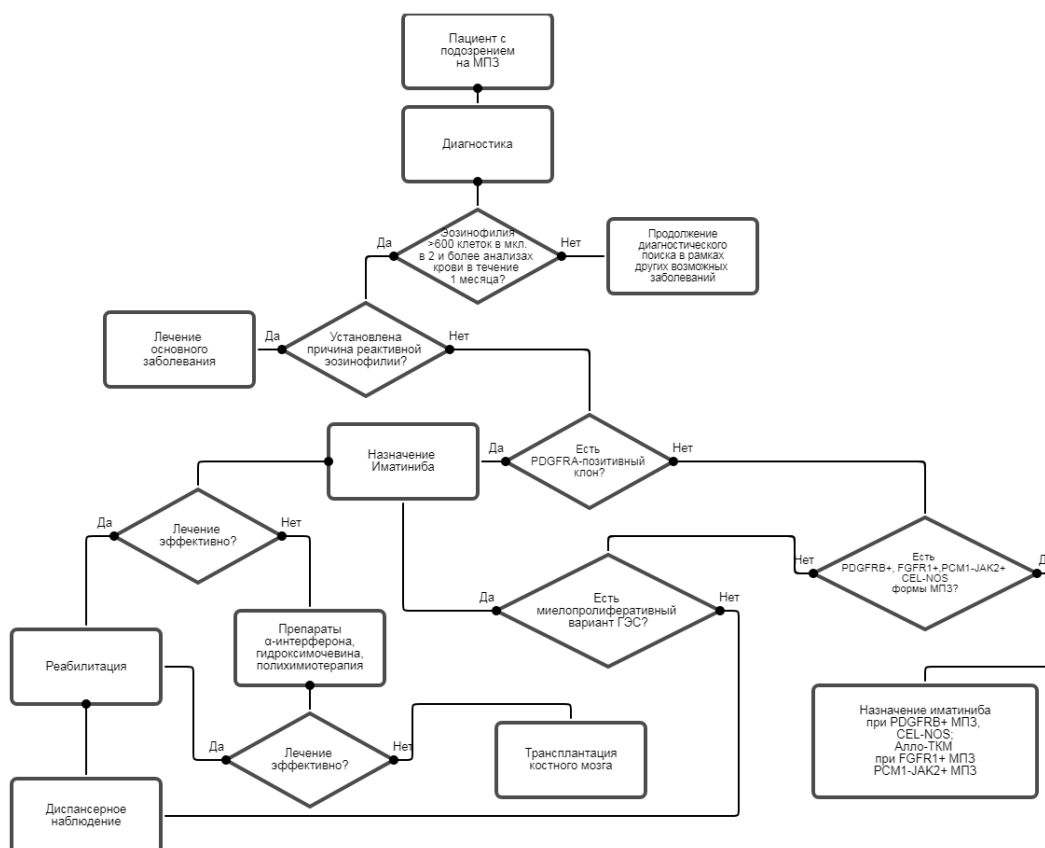 Пациент с
подозрением
на МПЗ
Диагностика
Эозинофилия
>600 клеток в мкл.
в 2 и более анализах
крови в течение
1 месяца?
Да
Нет
Продолжение
диагностического
поиска в рамках
других возможных
заболеваний
Лечение
основного
заболевания
Да
Установлена
причина реактивной
эозинофилии?
Нет
Назначение
Иматиниба
Да
Есть
PDGFRA-позитивный
клон?
Нет
Да
Лечение
эффективно?
Нет
Да
Есть
миелопролиферативный
вариант ГЭС?
Нет
Нет
Есть
PDGFRB+, FGFR1+,PCM1-JAK2+
CEL-NOS
формы МПЗ?
Реабилитация
Препараты
α-интерферона,
гидроксимочевина,
полихимиотерапия
Да
Лечение
эффективно?
Нет
Трансплантация
костного мозга
Назначение иматиниба
при PDGFRB+ МПЗ,
CEL-NOS;
Алло-ТКМ
при FGFR1+ МПЗ
PCM1-JAK2+ МПЗ
Диспансерное
наблюдение